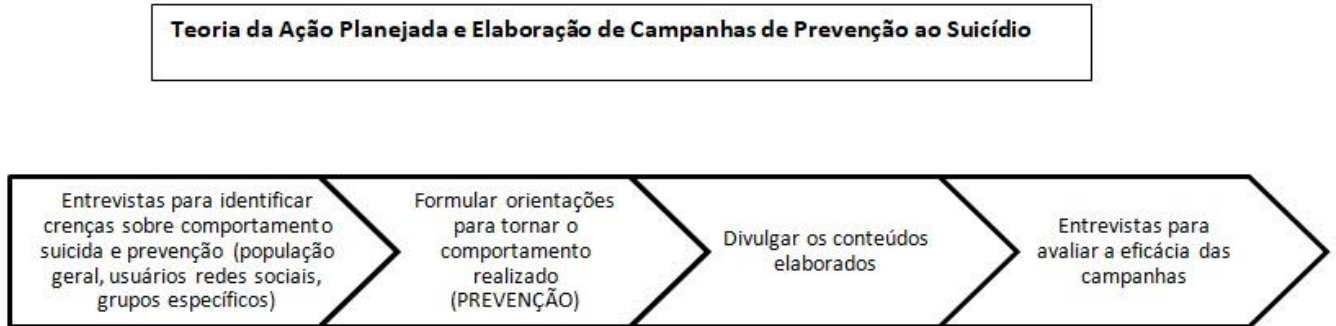 Teoria da Ação Planejada e Elaboração de Campanhas de Prevenção ao Suicídio
Entrevistas para identificar
crenças sobre comportamento
suicida e prevenção (população
geral, usuários redes sociais,
grupos específicos)
Formular orientações
para tornar o
comportamento
realizado
(PREVENÇÃO)
Divulgar os conteúdos
elaborados
Entrevistas para
avaliar a eficácia das
campanhas